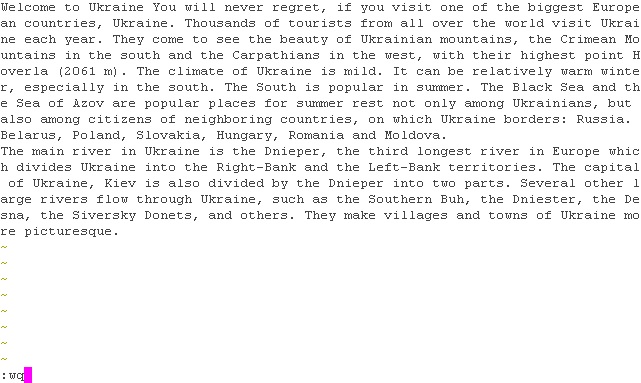 Welcome to Ukraine You will never regret, if you visit one of the biggest Europe
an countries, Ukraine. Thousands of tourists from all over the world visit Ukrai
ne each year. They come to see the beauty of Ukrainian mountains, the Crimean Mo
untains in the south and the Carpathians in the west, with their highest point H
overla (2061 m). The climate of Ukraine is mild. It can be relatively warm winte
r, especially in the south. The South is popular in summer. The Black Sea and th
e Sea of Azov are popular places for summer rest not only among Ukrainians, but
also among citizens of neighboring countries, on which Ukraine borders: Russia.
Belarus, Poland, Slovakia, Hungary, Romania and Moldova.
The main river in Ukraine is the Dnieper, the third longest river in Europe whic
h divides Ukraine into the Right-Bank and the Left-Bank territories. The capital
of Ukraine, Kiev is also divided by the Dnieper into two parts. Several other l
arge rivers flow through Ukraine, such as the Southern Buh, the Dniester, the De
sna, the Siversky Donets, and others. They make villages and towns of Ukraine mo
re picturesque.
~
~
~
~
~
~
~
~
:wq